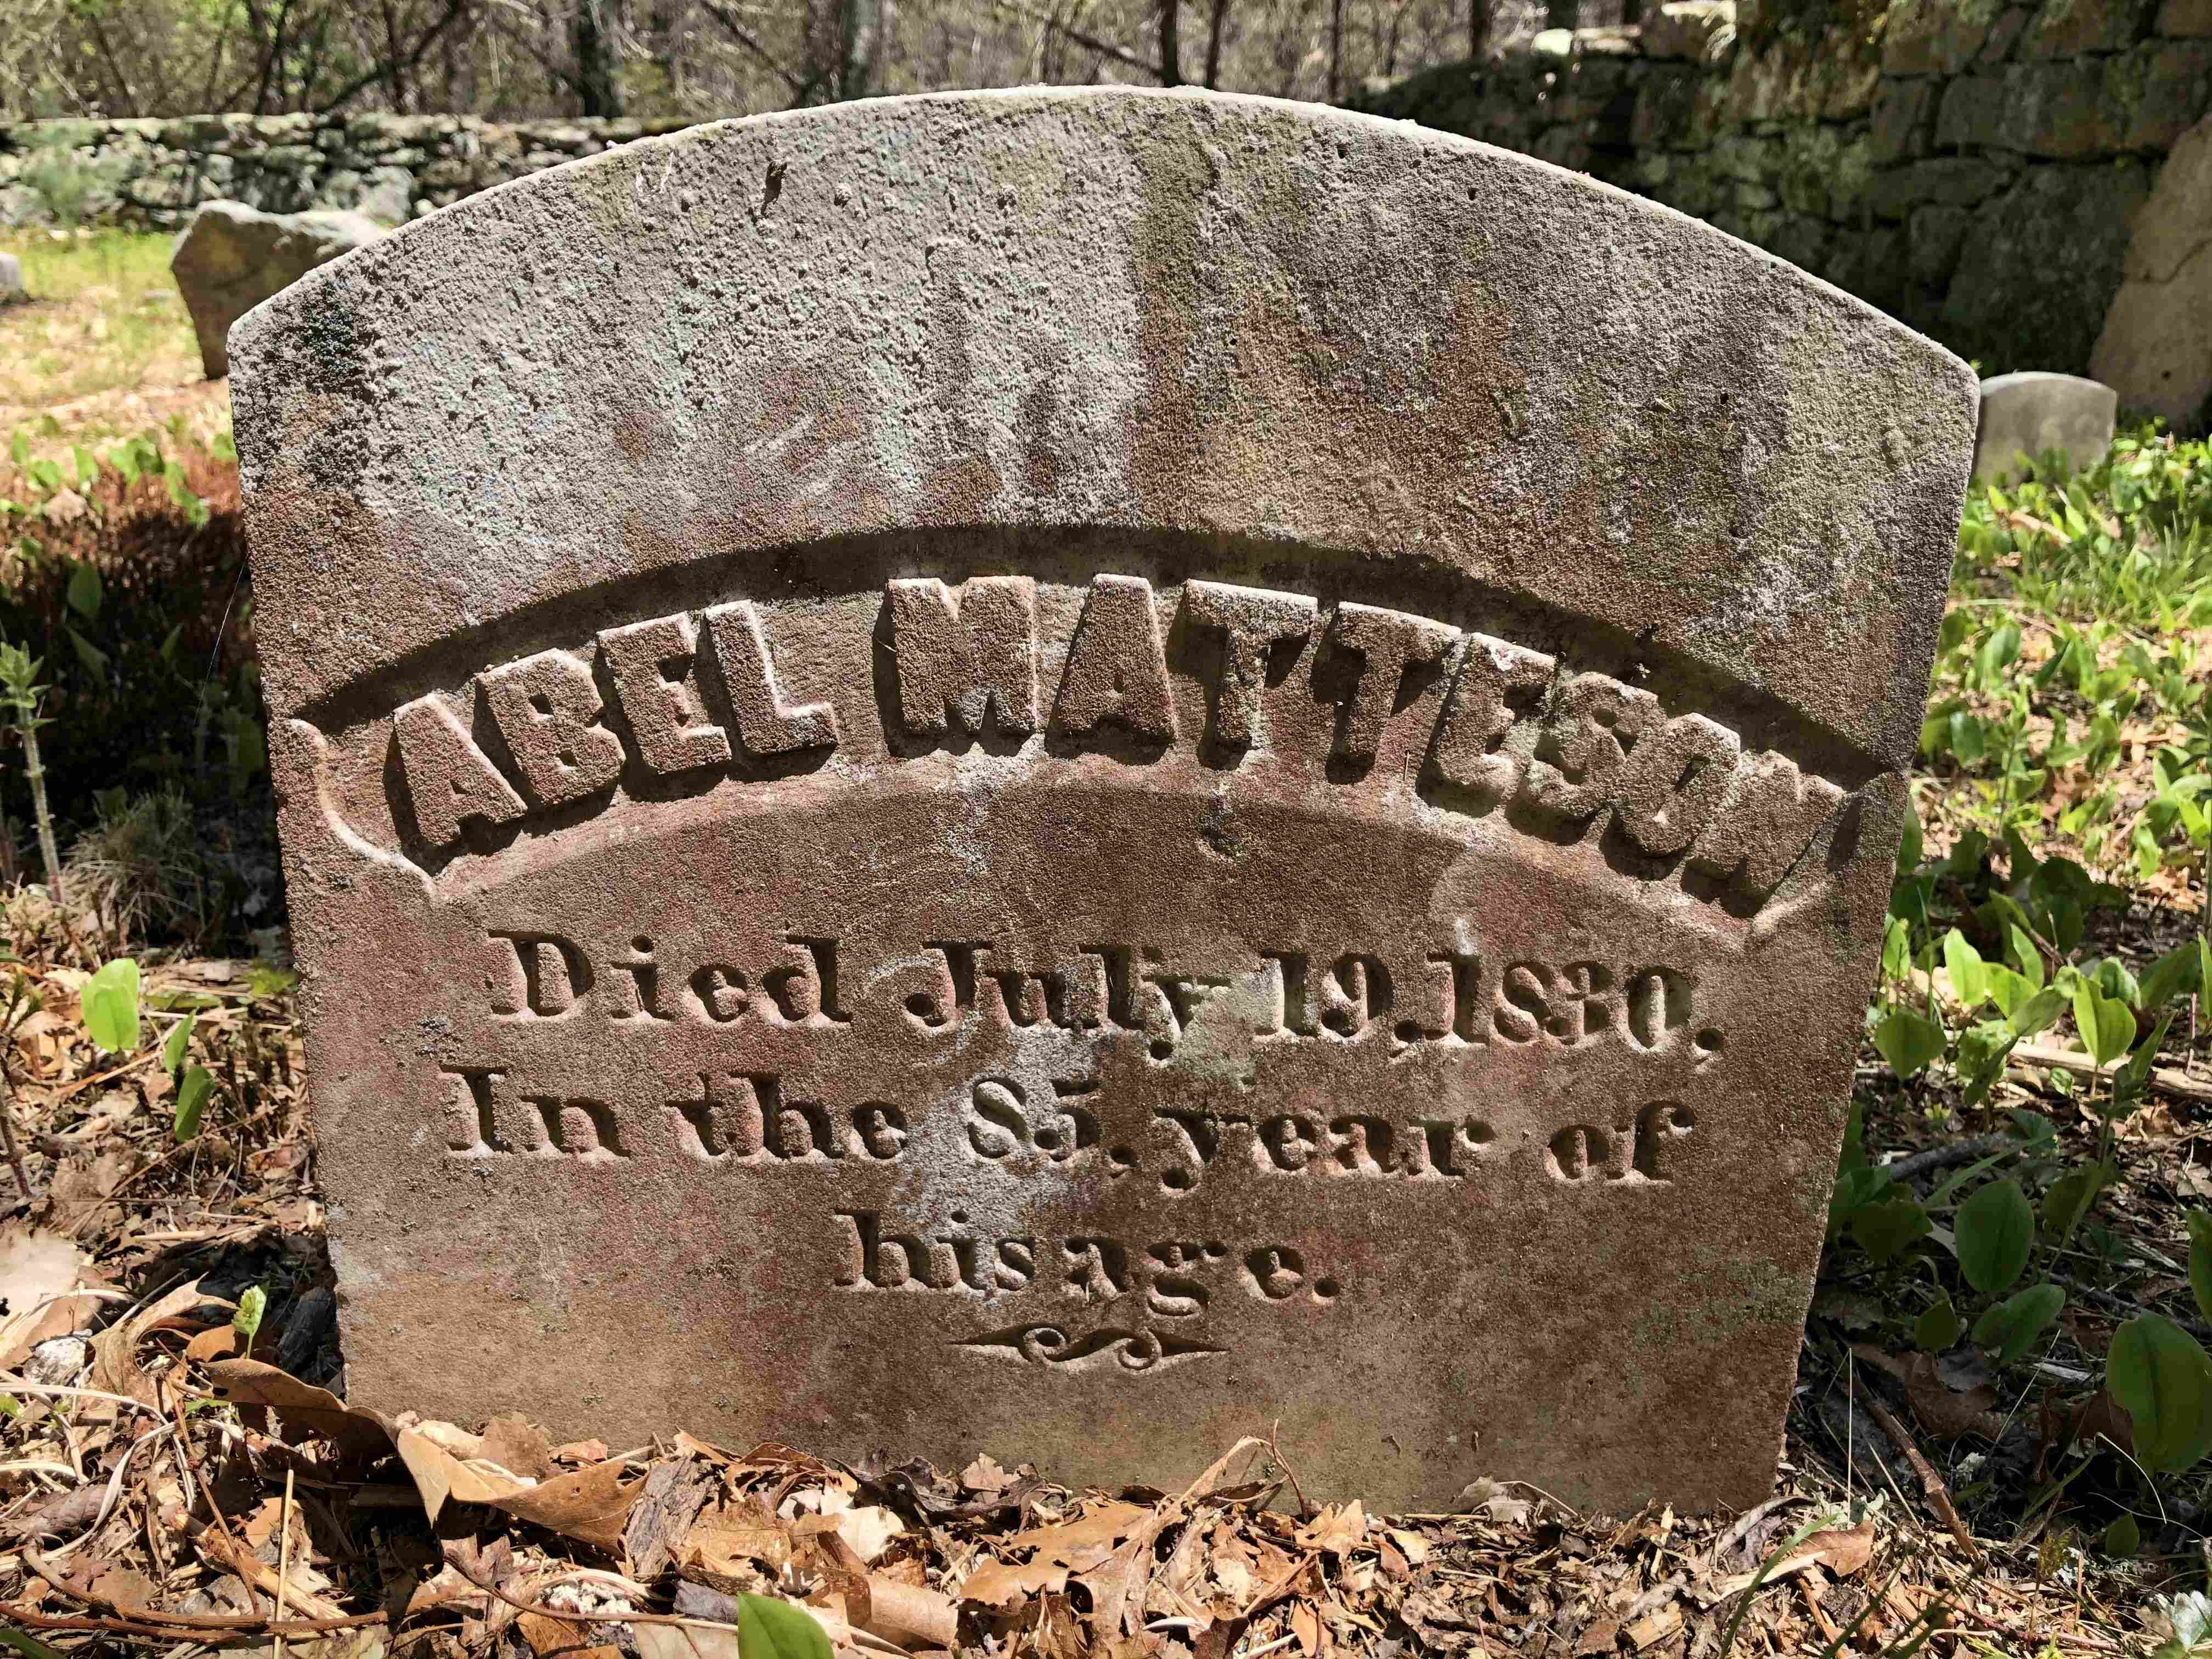 ABEL MATTESON
Died July 19, 1830,
In the 85, year of
his age.